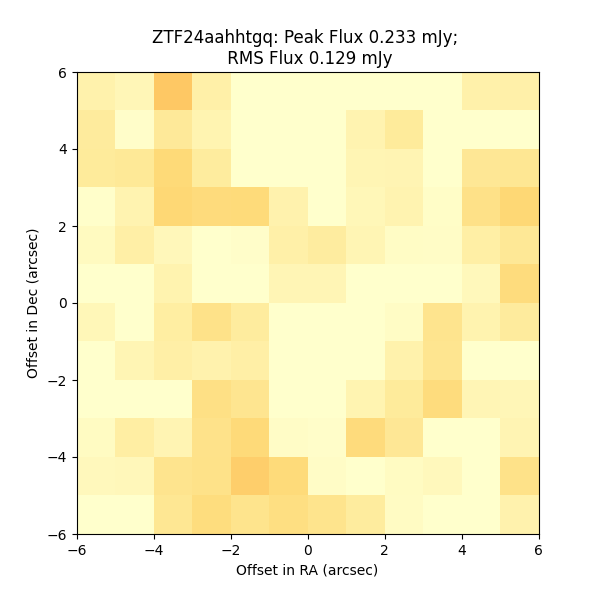 ZTF24aahhtgq: Peak Flux 0.233 mJy;
RMS Flux 0.129 mJy
6
4
2
0
−2
−4
−6
Offset in Dec (arcsec)
−6 −4 −2 0 2 4 6
Offset in RA (arcsec)